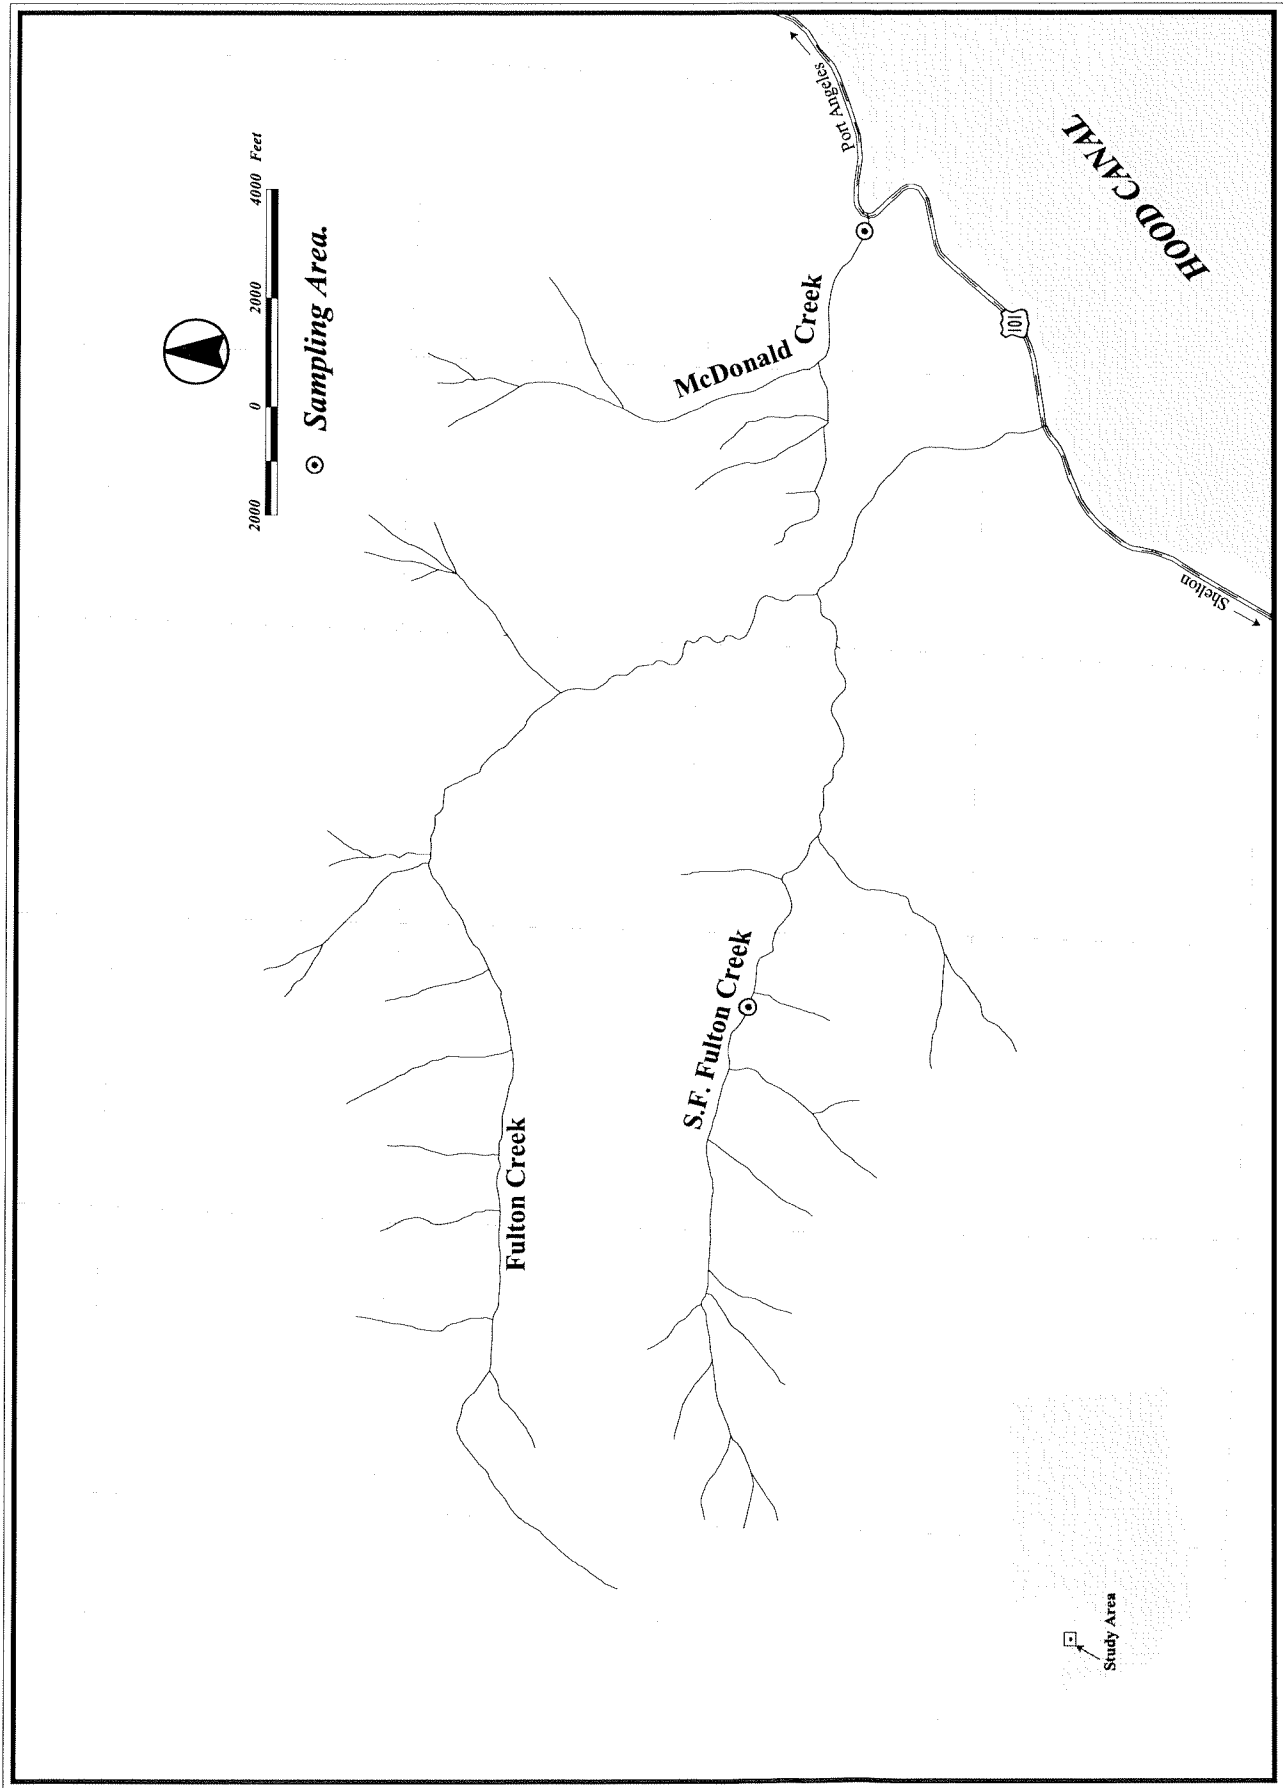 2000 0 2000 4000 Feet
Sampling Area.
Port Angeles
HOOD CANAL
McDonald Creek
101
Shelton
Fulton Creek
S.F. Fulton Creek
Study Area